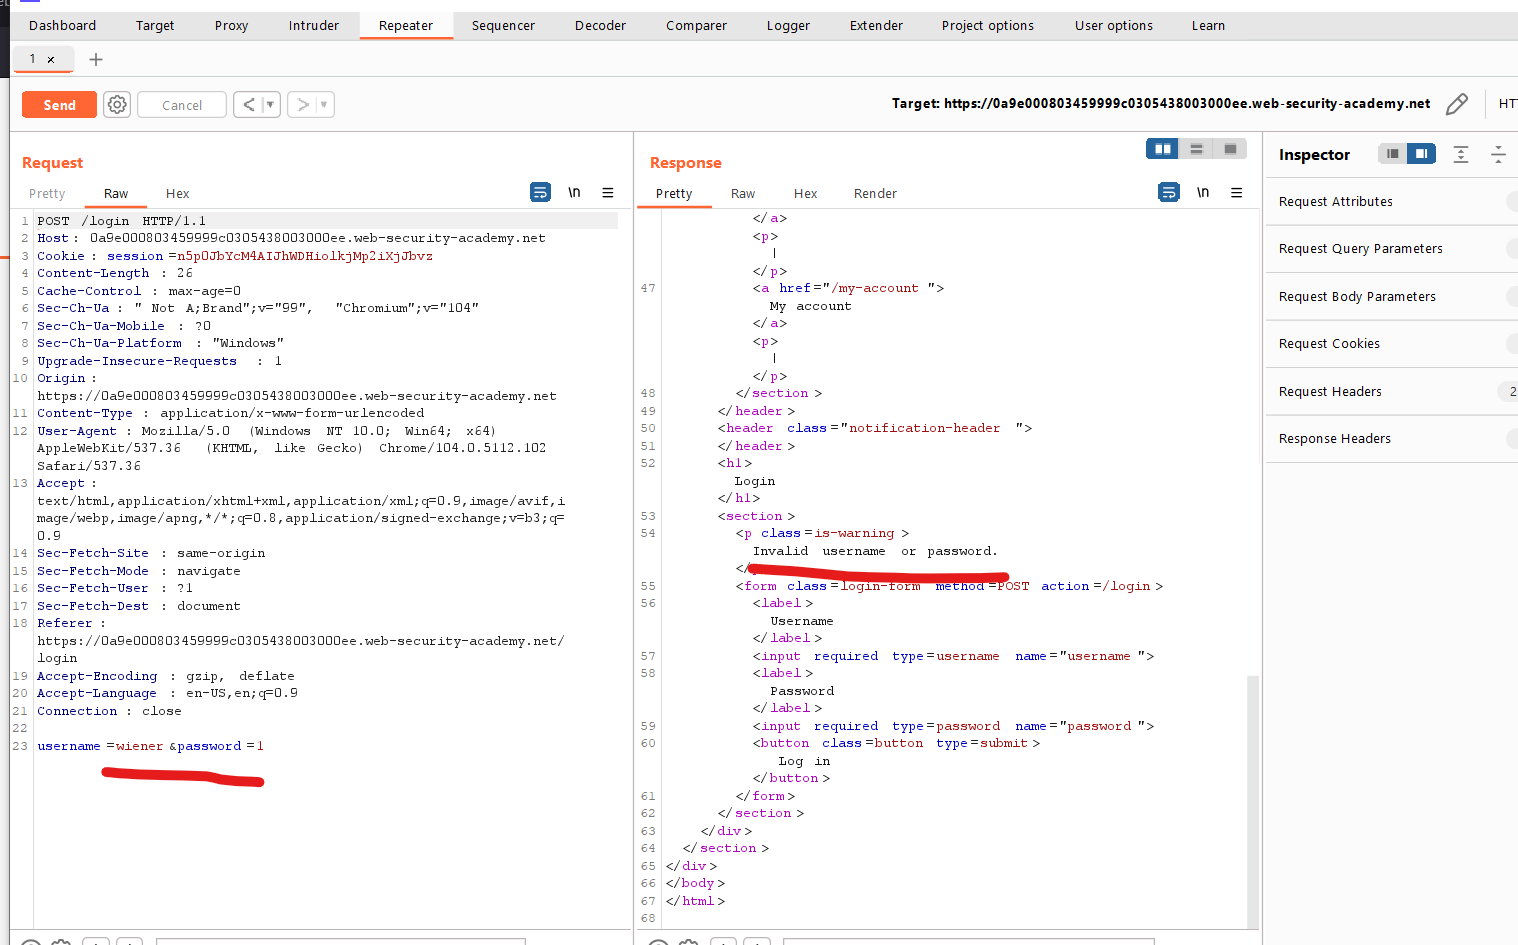 Dashboard Target Proxy Intruder Repeater Sequencer Decoder Comparer Logger Extender Project options User options Learn
1 × +
Send Cancel < >
Target: https://0a9e000803459999c0305438003000ee.web-security-academy.net
HT
Request
Pretty Raw Hex
\n
1 POST /login HTTP/1.1
2 Host: 0a9e000803459999c0305438003000ee.web-security-academy.net
3 Cookie: session=n5pOJbYcM4AIJhWDHiolkjMp2iXjJbvz
4 Content-Length: 26
5 Cache-Control: max-age=0
6 Sec-Ch-Ua: " Not A;Brand";v="99", "Chromium";v="104"
7 Sec-Ch-Ua-Mobile: ?0
8 Sec-Ch-Ua-Platform: "Windows"
9 Upgrade-Insecure-Requests: 1
10 Origin:
https://0a9e000803459999c0305438003000ee.web-security-academy.net
11 Content-Type: application/x-www-form-urlencoded
12 User-Agent: Mozilla/5.0 (Windows NT 10.0; Win64; x64)
AppleWebKit/537.36 (KHTML, like Gecko) Chrome/104.0.5112.102
Safari/537.36
13 Accept:
text/html,application/xhtml+xml,application/xml;q=0.9,image/avif,i
mage/webp,image/apng,*/*;q=0.8,application/signed-exchange;v=b3;q=
0.9
14 Sec-Fetch-Site: same-origin
15 Sec-Fetch-Mode: navigate
16 Sec-Fetch-User: ?1
17 Sec-Fetch-Dest: document
18 Referer:
https://0a9e000803459999c0305438003000ee.web-security-academy.net/
login
19 Accept-Encoding: gzip, deflate
20 Accept-Language: en-US,en;q=0.9
21 Connection: close
22
23 username=wiener&password=1
Response
Pretty Raw Hex Render
\n
</a>
<p>
|
</p>
47 <a href="/my-account">
My account
</a>
<p>
|
</p>
48 </section>
49 </header>
50 <header class="notification-header">
51 </header>
52 <h1>
Login
</h1>
53 <section>
54 <p class=is-warning>
Invalid username or password.
</
55 <form class=login-form method=POST action=/login>
56 <label>
Username
</label>
57 <input required type=username name="username">
58 <label>
Password
</label>
59 <input required type=password name="password">
60 <button class=button type=submit>
Log in
</button>
61 </form>
62 </section>
63 </div>
64 </section>
65 </div>
66 </body>
67 </html>
68
Inspector
Request Attributes
Request Query Parameters
Request Body Parameters
Request Cookies
Request Headers 2
Response Headers